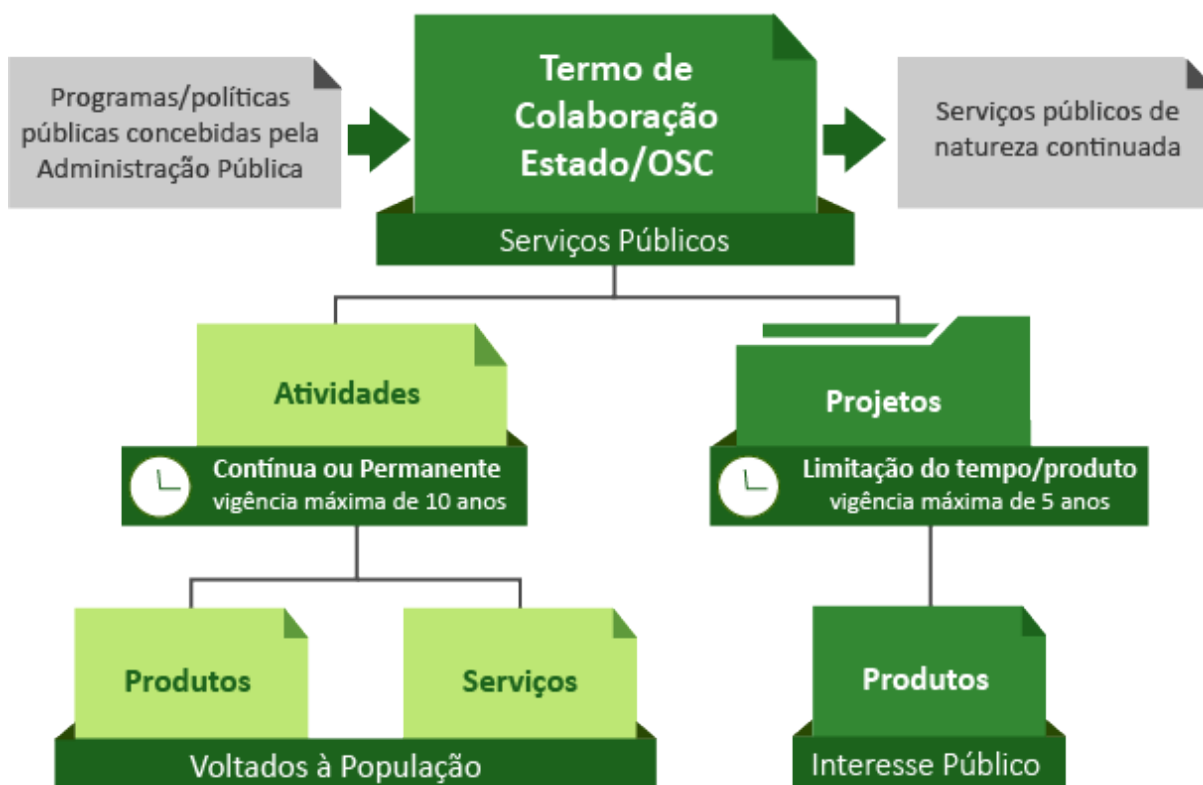 Programas/políticas
públicas concebidas pela
Administração Pública
Termo de
Colaboração
Estado/OSC
Serviços Públicos
Serviços públicos de
natureza continuada
Atividades
Contínua ou Permanente
vigência máxima de 10 anos
Projetos
Limitação do tempo/produto
vigência máxima de 5 anos
Produtos
Serviços
Voltados à População
Produtos
Interesse Público